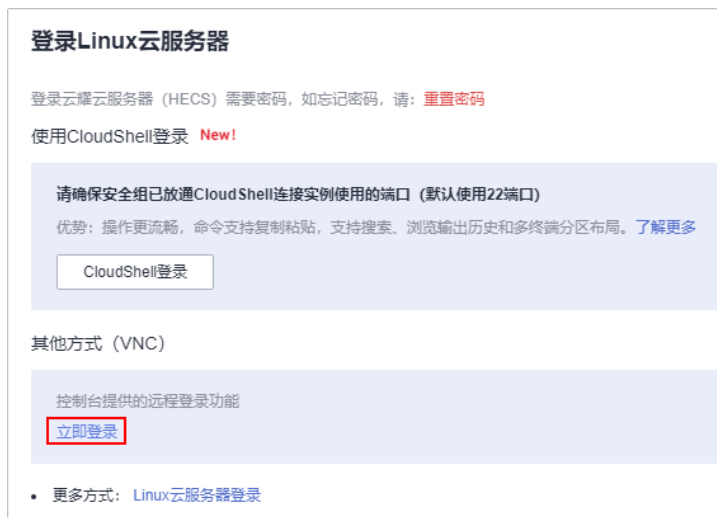 登录Linux云服务器
登录云耀云服务器（HECS）需要密码，如忘记密码，请：重置密码
使用CloudShell登录 New!
请确保安全组已放通CloudShell连接实例使用的端口（默认使用22端口）
优势：操作更流畅，命令支持复制粘贴，支持搜索、浏览输出历史和多终端分区布局。了解更多
CloudShell登录
其他方式（VNC）
控制台提供的远程登录功能
立即登录
• 更多方式： Linux云服务器登录